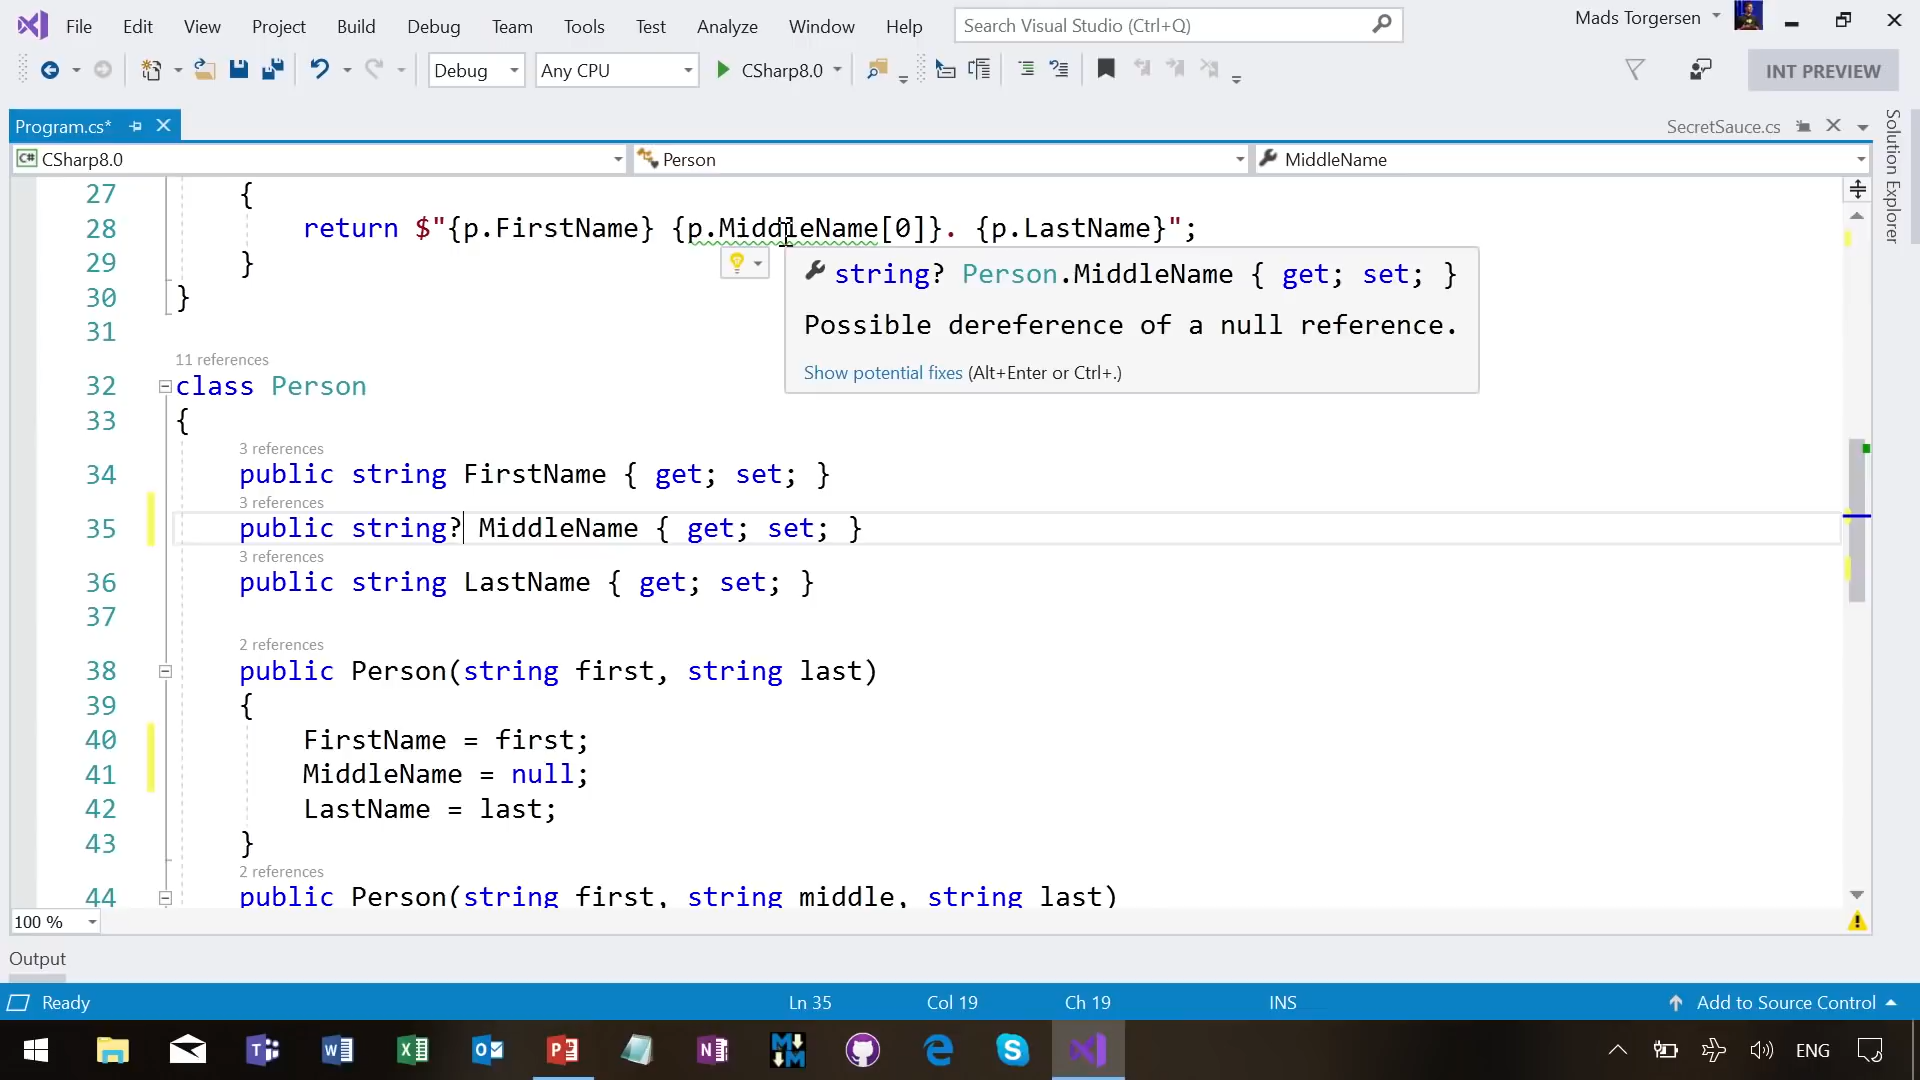 File Edit View Project Build Debug Team Tools Test Analyze Window Help Search Visual Studio (Ctrl+Q) Mads Torgersen
Debug Any CPU CSharp8.0 INT PREVIEW
Program.cs* SecretSauce.cs
C# CSharp8.0 Person MiddleName
Solution Explorer
27 {
28 return $"{p.FirstName} {p.MiddleName[0]}. {p.LastName}";
29 }
30 }
31
string? Person.MiddleName { get; set; }
Possible dereference of a null reference.
Show potential fixes (Alt+Enter or Ctrl+.)
11 references
32 class Person
33 {
3 references
34 public string FirstName { get; set; }
3 references
35 public string? MiddleName { get; set; }
3 references
36 public string LastName { get; set; }
37
2 references
38 public Person(string first, string last)
39 {
40 FirstName = first;
41 MiddleName = null;
42 LastName = last;
43 }
2 references
44 public Person(string first, string middle, string last)
100 %
Output
Ready Ln 35 Col 19 Ch 19 INS Add to Source Control
ENG